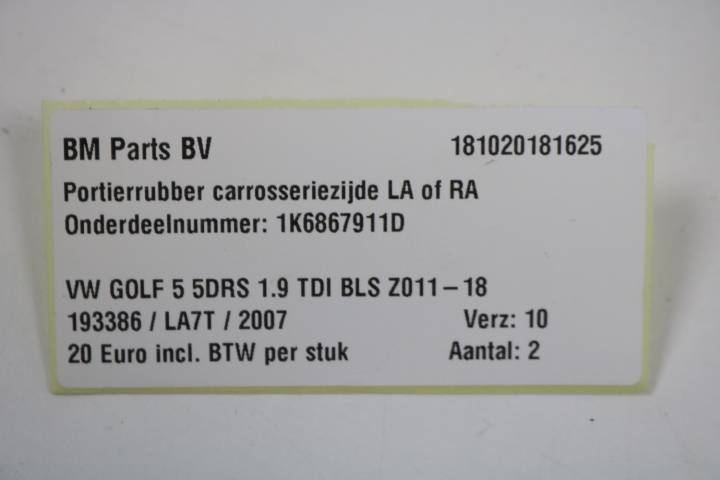 BM Parts BV 181020181625
Portierrubber carrosseriezijde LA of RA
Onderdeelnummer: 1K6867911D
VW GOLF 5 5DRS 1.9 TDI BLS Z011-18
193386 / LA7T / 2007 Verz: 10
20 Euro incl. BTW per stuk Aantal: 2